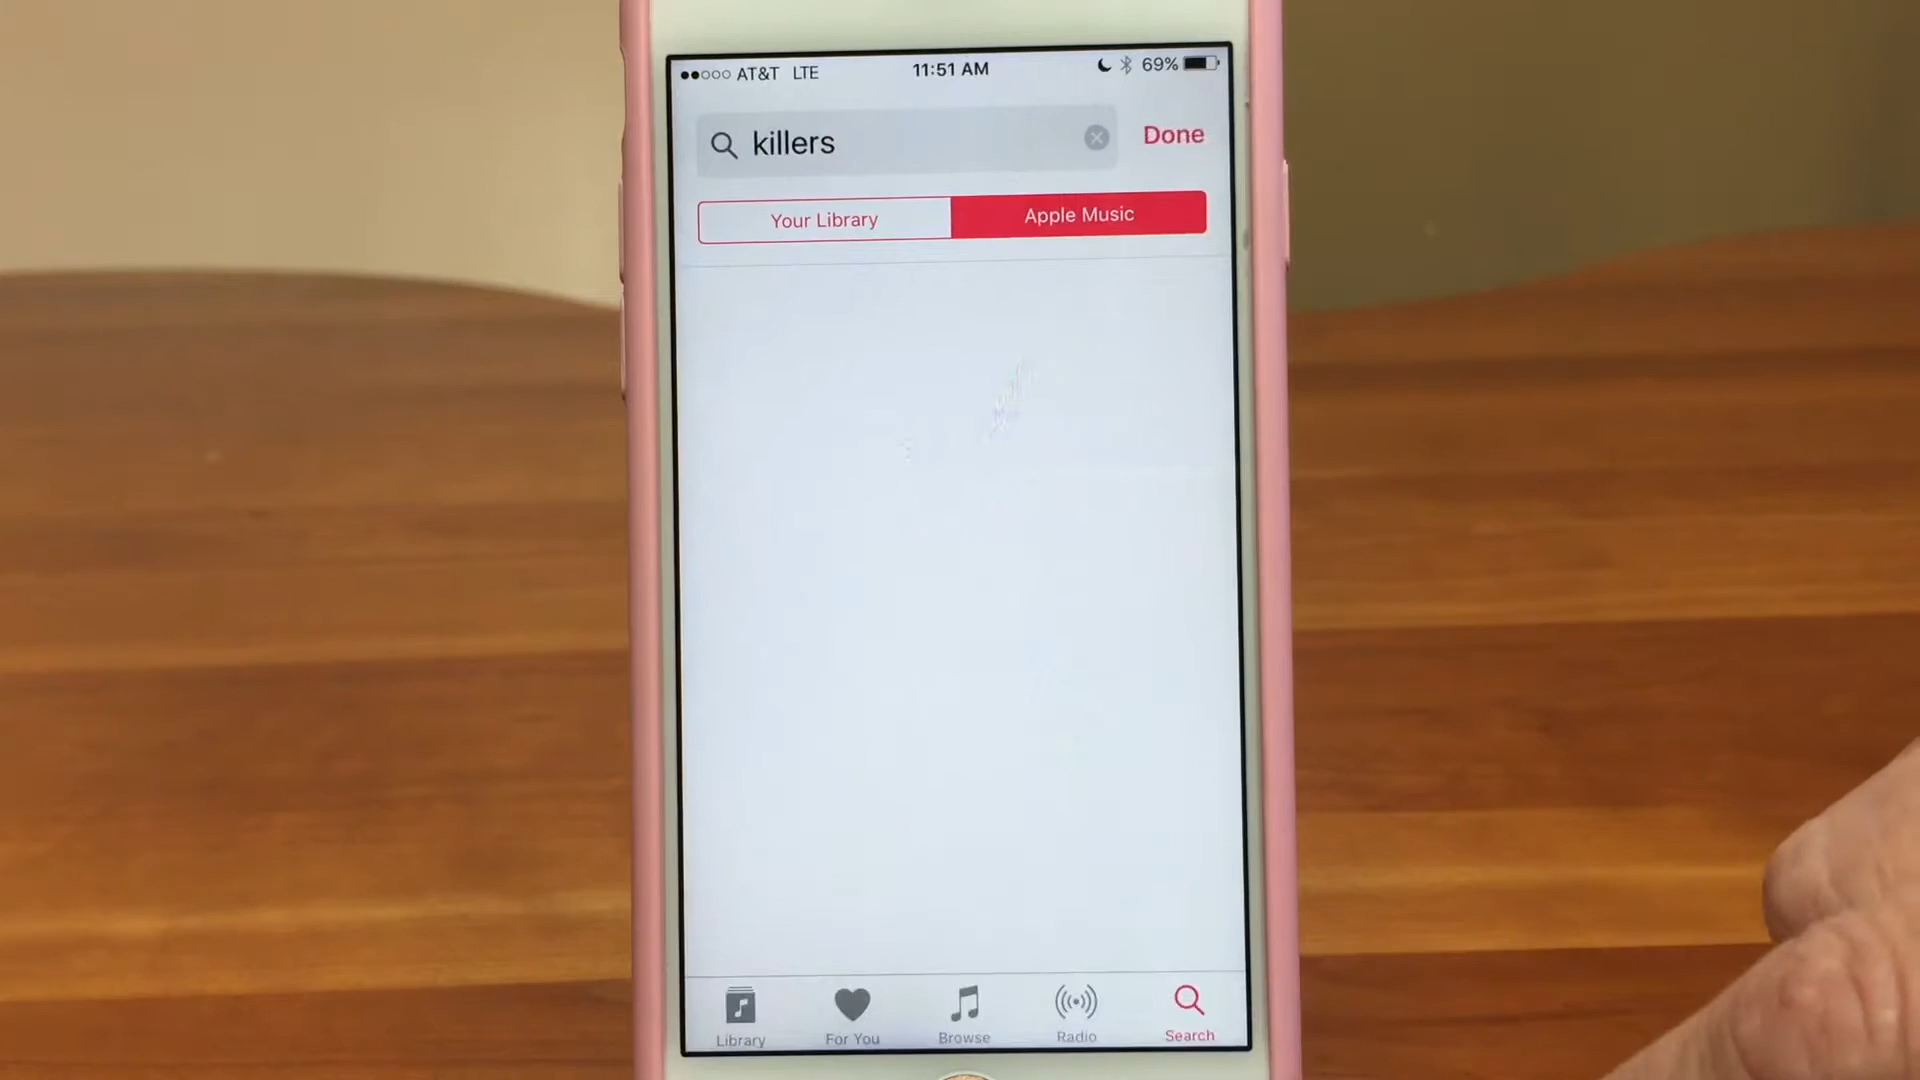 AT&T LTE 11:51 AM 69%
killers Done
Your Library Apple Music
Library For You Browse Radio Search